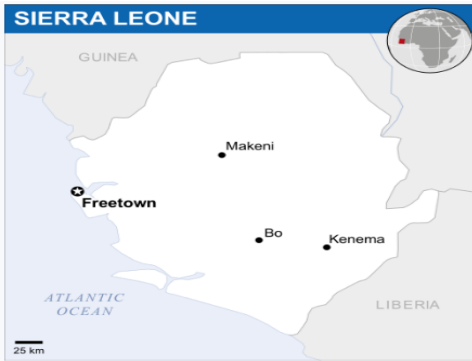 SIERRA LEONE
GUINEA
Makeni
Freetown
Bo
Kenema
ATLANTIC
OCEAN
LIBERIA
25 km